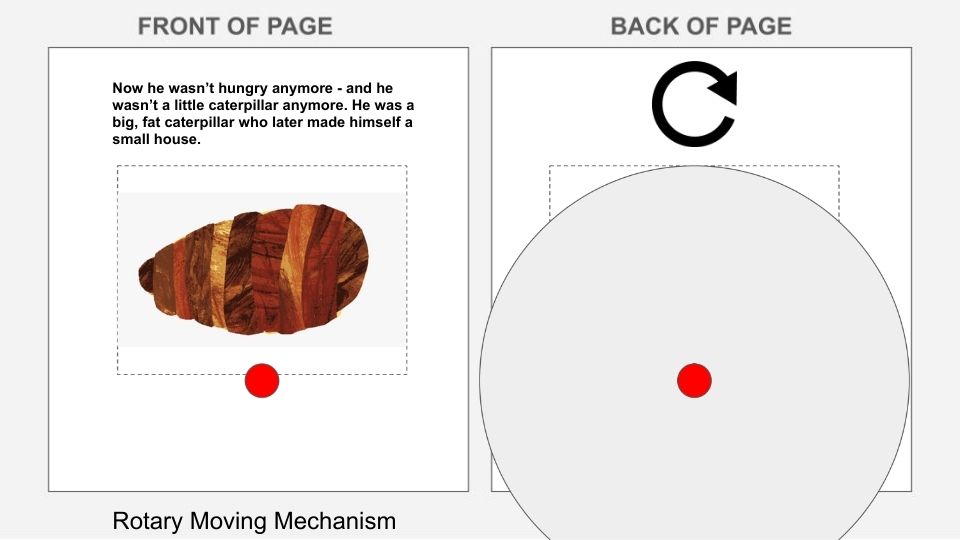 FRONT OF PAGE
BACK OF PAGE
Now he wasn’t hungry anymore - and he
wasn’t a little caterpillar anymore. He was a
big, fat caterpillar who later made himself a
small house.
Rotary Moving Mechanism